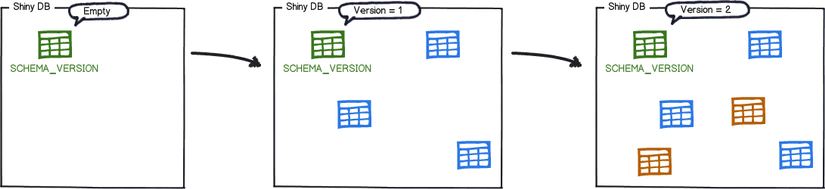 Shiny DB
Empty
SCHEMA_VERSION
Shiny DB
Version = 1
SCHEMA_VERSION
Shiny DB
Version = 2
SCHEMA_VERSION